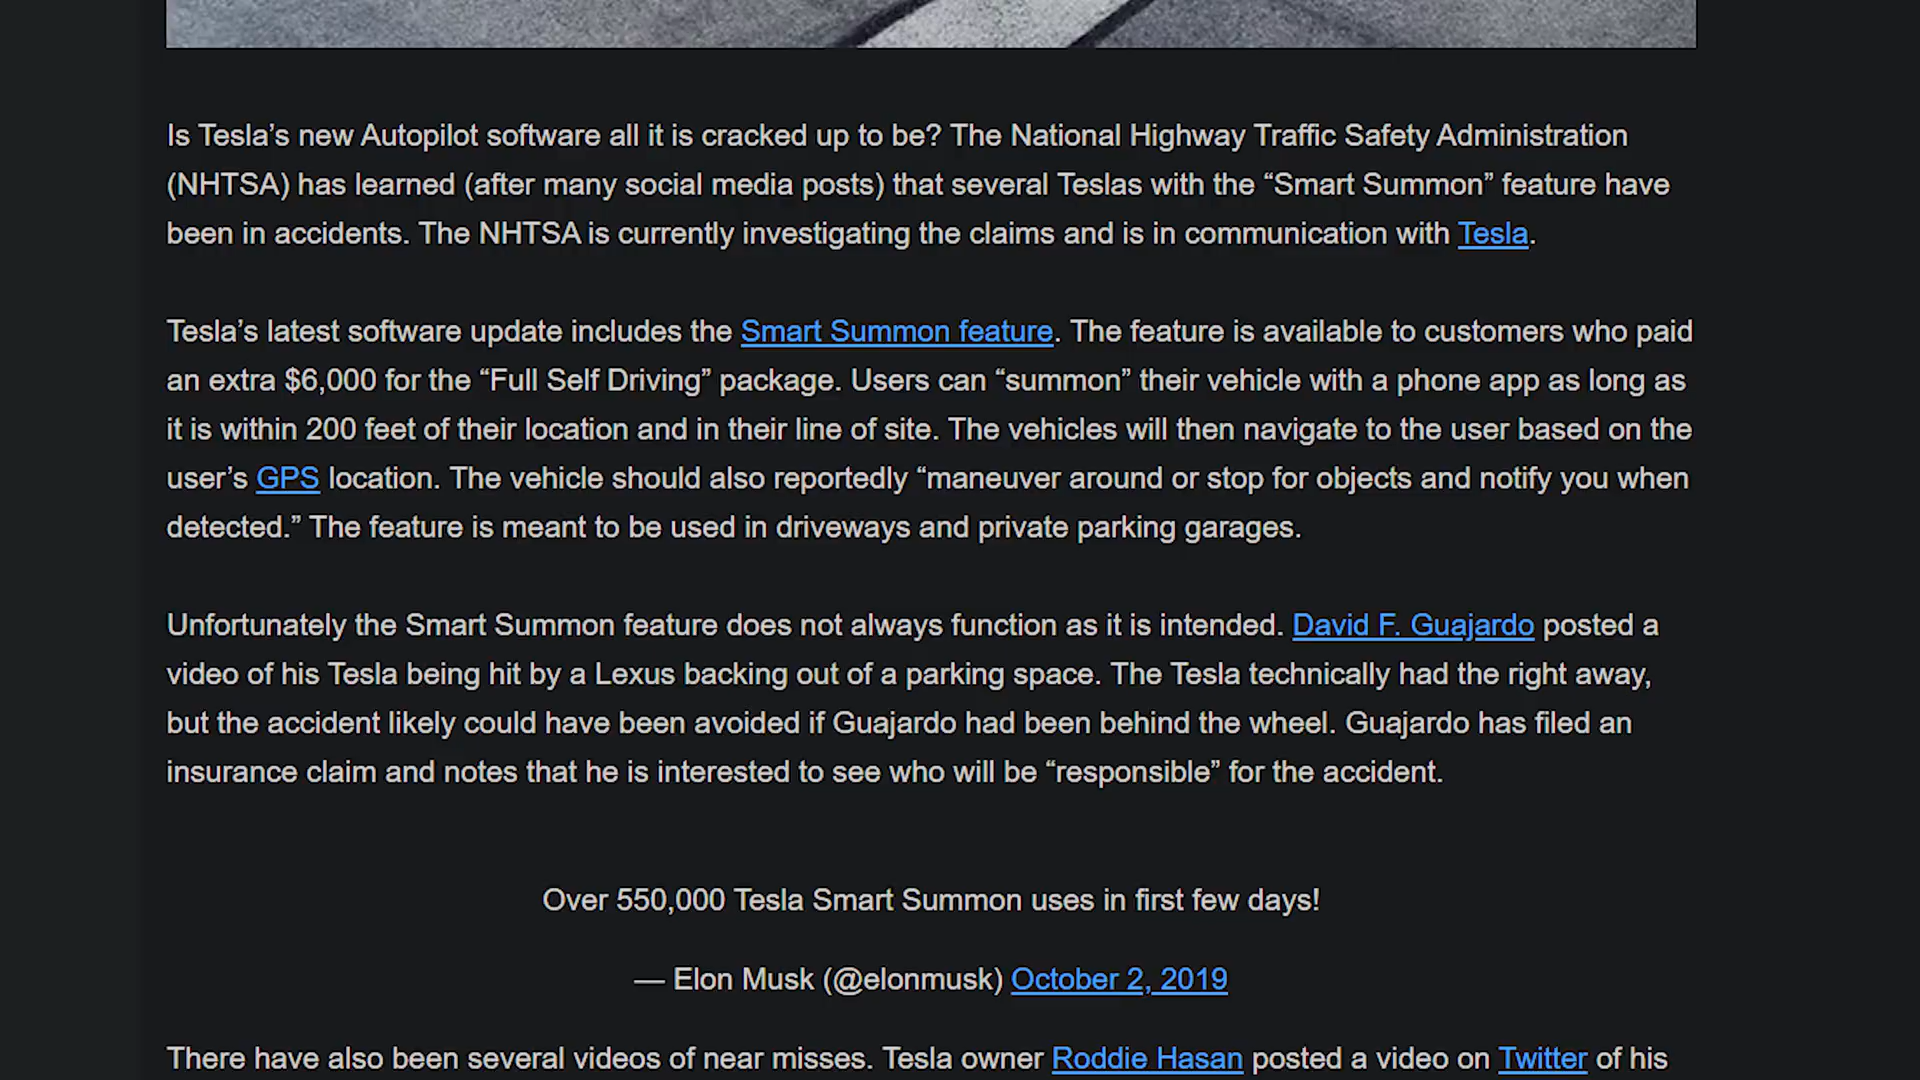 Is Tesla’s new Autopilot software all it is cracked up to be? The National Highway Traffic Safety Administration
(NHTSA) has learned (after many social media posts) that several Teslas with the “Smart Summon” feature have
been in accidents. The NHTSA is currently investigating the claims and is in communication with Tesla.
Tesla’s latest software update includes the Smart Summon feature. The feature is available to customers who paid
an extra $6,000 for the “Full Self Driving” package. Users can “summon” their vehicle with a phone app as long as
it is within 200 feet of their location and in their line of site. The vehicles will then navigate to the user based on the
user’s GPS location. The vehicle should also reportedly “maneuver around or stop for objects and notify you when
detected.” The feature is meant to be used in driveways and private parking garages.
Unfortunately the Smart Summon feature does not always function as it is intended. David F. Guajardo posted a
video of his Tesla being hit by a Lexus backing out of a parking space. The Tesla technically had the right away,
but the accident likely could have been avoided if Guajardo had been behind the wheel. Guajardo has filed an
insurance claim and notes that he is interested to see who will be “responsible” for the accident.
Over 550,000 Tesla Smart Summon uses in first few days!
— Elon Musk (@elonmusk) October 2, 2019
There have also been several videos of near misses. Tesla owner Roddie Hasan posted a video on Twitter of his